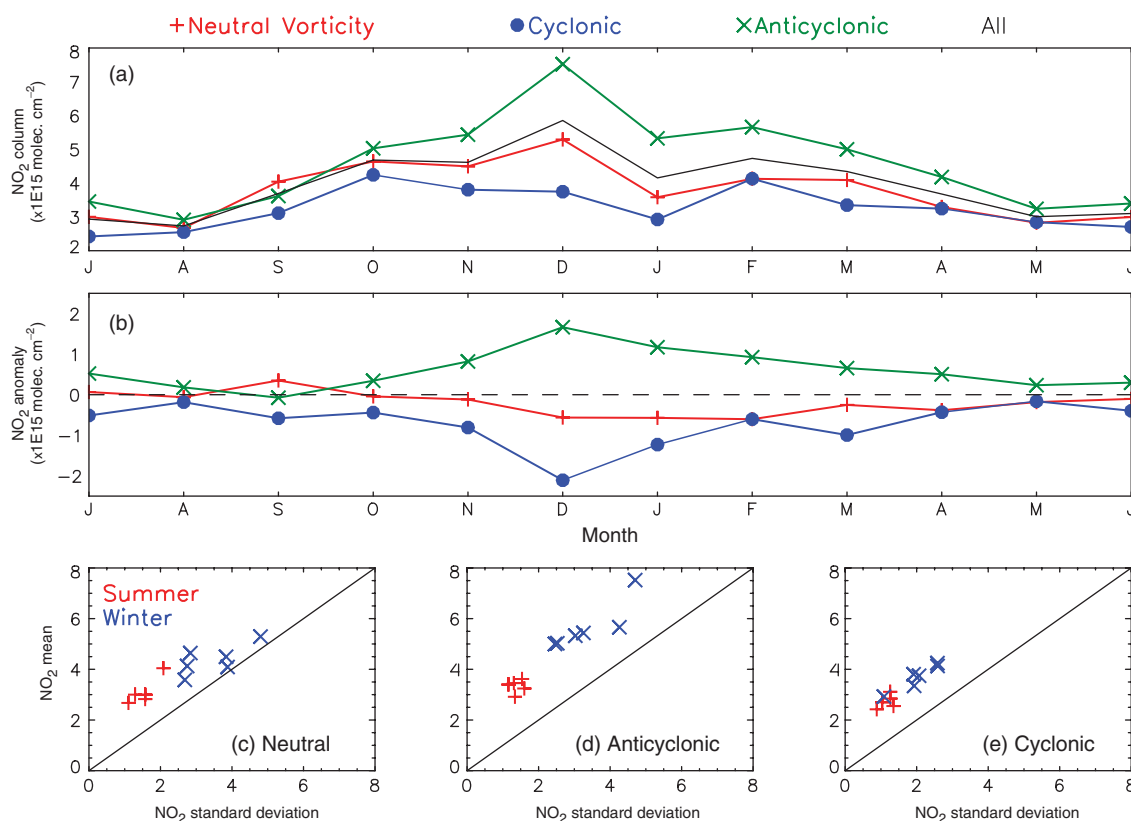 Neutral Vorticity Cyclonic Anticyclonic All
(a)
NO2 column
(x1E15 molec. cm−2)
8
7
6
5
4
3
2
J A S O N D J F M A M J
(b)
NO2 anomaly
(x1E15 molec. cm−2)
2
1
0
−1
−2
J A S O N D J F M A M J
Month
Summer
Winter
NO2 mean
8
6
4
2
0
(c) Neutral
0 2 4 6 8
NO2 standard deviation
8
6
4
2
0
(d) Anticyclonic
0 2 4 6 8
NO2 standard deviation
8
6
4
2
0
(e) Cyclonic
0 2 4 6 8
NO2 standard deviation